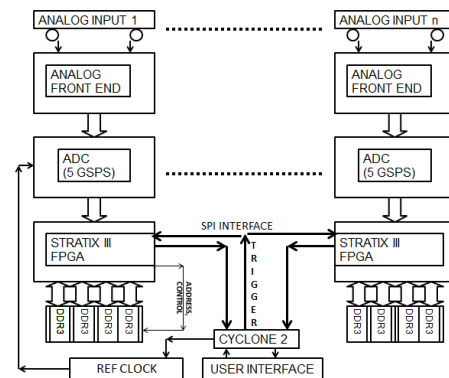 ANALOG INPUT 1
ANALOG INPUT n
ANALOG
FRONT END
ANALOG
FRONT END
ADC
(5 GSPS)
ADC
(5 GSPS)
SPI INTERFACE
STRATIX III
FPGA
TRIGGER
STRATIX III
FPGA
ADDRESS,
CONTROL
DDR3
DDR3
DDR3
DDR3
DDR3
DDR3
DDR3
DDR3
CYCLONE 2
REF CLOCK
USER INTERFACE